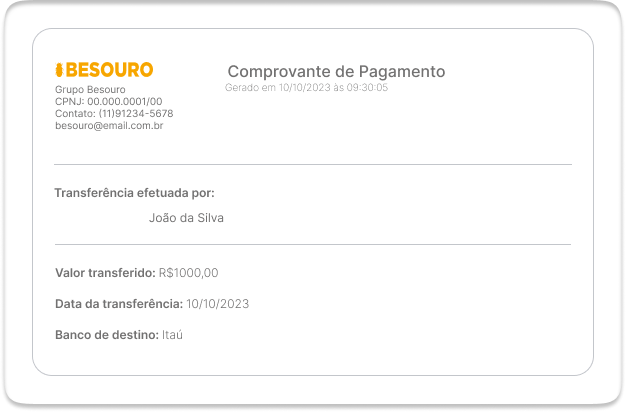 BESOURO
Grupo Besouro
CPNJ: 00.000.0001/00
Contato: (11)91234-5678
besouro@email.com.br
Comprovante de Pagamento
Gerado em 10/10/2023 às 09:30:05
Transferência efetuada por:
João da Silva
Valor transferido: R$1000,00
Data da transferência: 10/10/2023
Banco de destino: Itaú